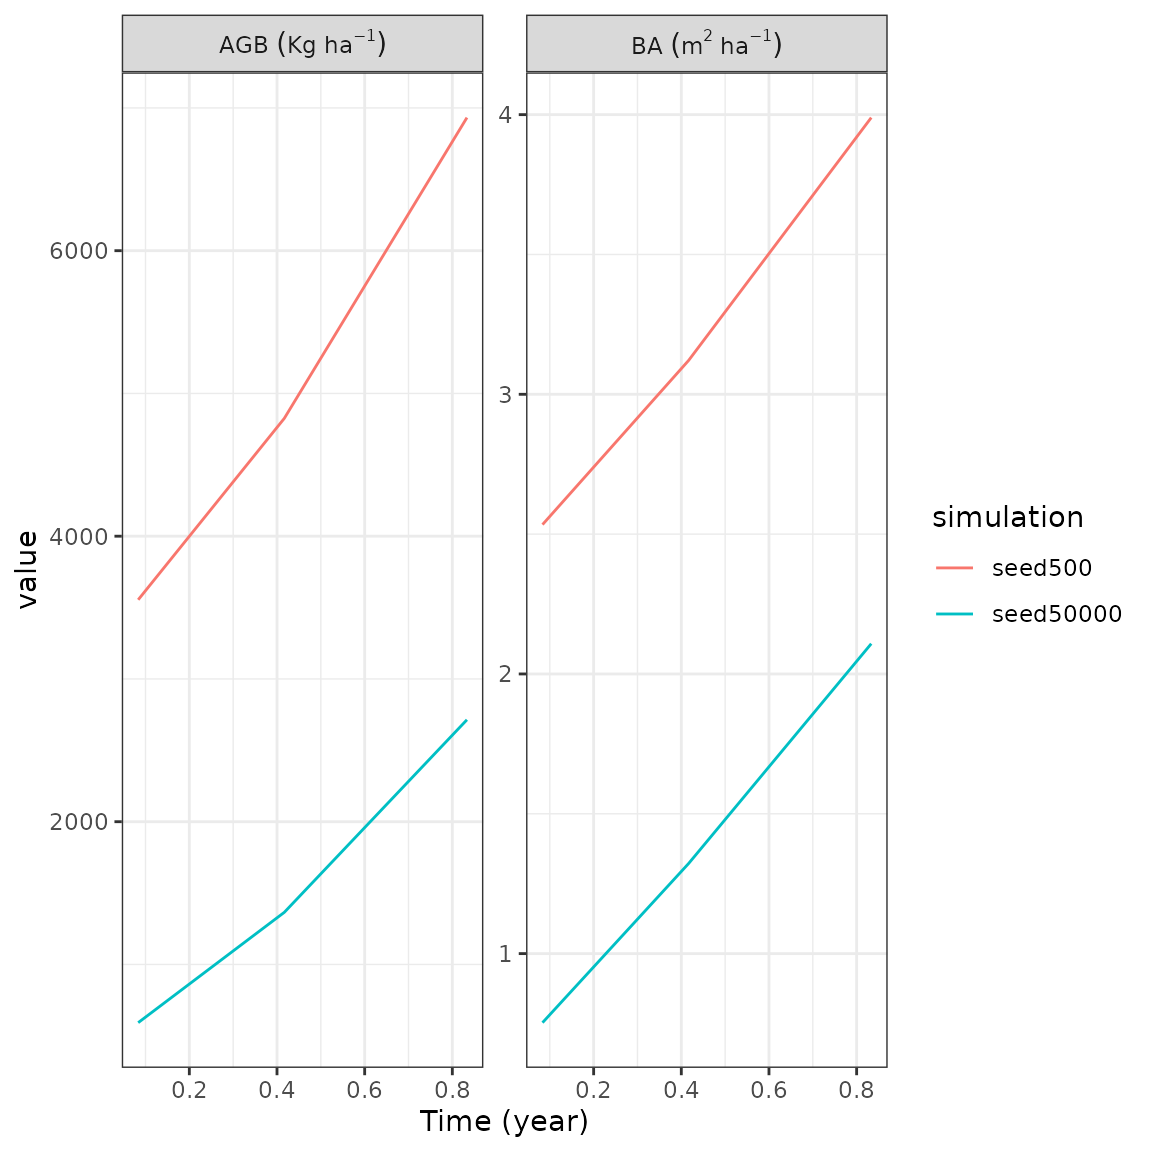 AGB (Kg ha⁻¹)
BA (m² ha⁻¹)
value
6000
4000
2000
4
3
2
1
0.2 0.4 0.6 0.8
0.2 0.4 0.6 0.8
Time (year)
simulation
seed500
seed50000